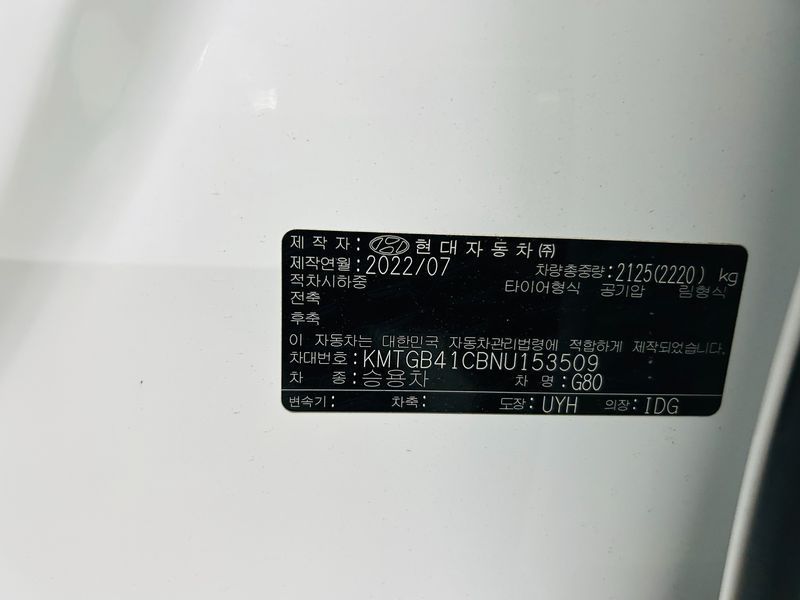 제 작 자 : 현 대 자 동 차 ㈜
제작연월 : 2022/07 차량총중량 : 2125(2220) kg
적차시하중 타이어형식 공기압 림형식
전축
후축
이 자동차는 대한민국 자동차관리법령에 적합하게 제작되었습니다.
차대번호 : KMTGB41CBNU153509
차 종 : 승용차 차 명 : G80
변속기 : 차축 : 도장 : UYH 의장 : IDG